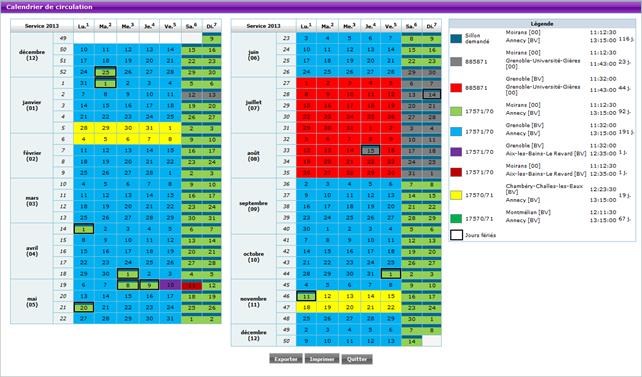 Calendrier de circulation
Service 2013 Lu.1 Ma.2 Me.3 Je.4 Ve.5 Sa.6 Di.7
décembre (12)
49 9
50 10 11 12 13 14 15 16
51 17 18 19 20 21 22 23
52 24 25 26 27 28 29 30
janvier (01)
1 31 1 2 3 4 5 6
2 7 8 9 10 11 12 13
3 14 15 16 17 18 19 20
4 21 22 23 24 25 26 27
5 28 29 30 31 1 2 3
février (02)
6 4 5 6 7 8 9 10
7 11 12 13 14 15 16 17
8 18 19 20 21 22 23 24
9 25 26 27 28 1 2 3
mars (03)
10 4 5 6 7 8 9 10
11 11 12 13 14 15 16 17
12 18 19 20 21 22 23 24
13 25 26 27 28 29 30 31
avril (04)
14 1 2 3 4 5 6 7
15 8 9 10 11 12 13 14
16 15 16 17 18 19 20 21
17 22 23 24 25 26 27 28
18 29 30 1 2 3 4 5
mai (05)
19 6 7 8 9 10 11 12
20 13 14 15 16 17 18 19
21 20 21 22 23 24 25 26
22 27 28 29 30 31 1 2
Service 2013 Lu.1 Ma.2 Me.3 Je.4 Ve.5 Sa.6 Di.7
juin (06)
23 3 4 5 6 7 8 9
24 10 11 12 13 14 15 16
25 17 18 19 20 21 22 23
26 24 25 26 27 28 29 30
juillet (07)
27 1 2 3 4 5 6 7
28 8 9 10 11 12 13 14
29 15 16 17 18 19 20 21
30 22 23 24 25 26 27 28
31 29 30 31 1 2 3 4
août (08)
32 5 6 7 8 9 10 11
33 12 13 14 15 16 17 18
34 19 20 21 22 23 24 25
35 26 27 28 29 30 31 1
septembre (09)
36 2 3 4 5 6 7 8
37 9 10 11 12 13 14 15
38 16 17 18 19 20 21 22
39 23 24 25 26 27 28 29
40 30 1 2 3 4 5 6
octobre (10)
41 7 8 9 10 11 12 13
42 14 15 16 17 18 19 20
43 21 22 23 24 25 26 27
44 28 29 30 31 1 2 3
novembre (11)
45 4 5 6 7 8 9 10
46 11 12 13 14 15 16 17
47 18 19 20 21 22 23 24
48 25 26 27 28 29 30 1
décembre (12)
49 2 3 4 5 6 7 8
50 9 10 11 12 13 14
Légende
Sillon demandé Moirans [00] 11:12:30
Annecy [BV] 13:15:00 116 j.
885871 Moirans [00] 11:12:30
Grenoble-Université-Gières [00] 11:43:00 23 j.
885871 Grenoble [BV] 11:32:00
Grenoble-Université-Gières [00] 11:43:00 44 j.
17571/70 Moirans [00] 11:12:30
Annecy [BV] 13:15:00 92 j.
17571/70 Grenoble [BV] 11:32:00
Annecy [BV] 13:15:00 191 j.
17571/70 Grenoble [BV] 11:32:00
Aix-les-Bains-Le Revard [BV] 12:35:00 1 j.
17571/70 Moirans [00] 11:12:30
Aix-les-Bains-Le Revard [BV] 12:35:00 1 j.
17570/71 Chambéry-Challes-les-Eaux [BV] 12:23:30
Annecy [BV] 13:15:00 19 j.
17570/71 Montmélian [BV] 12:11:30
Annecy [BV] 13:15:00 67 j.
Jours fériés
Exporter Imprimer Quitter